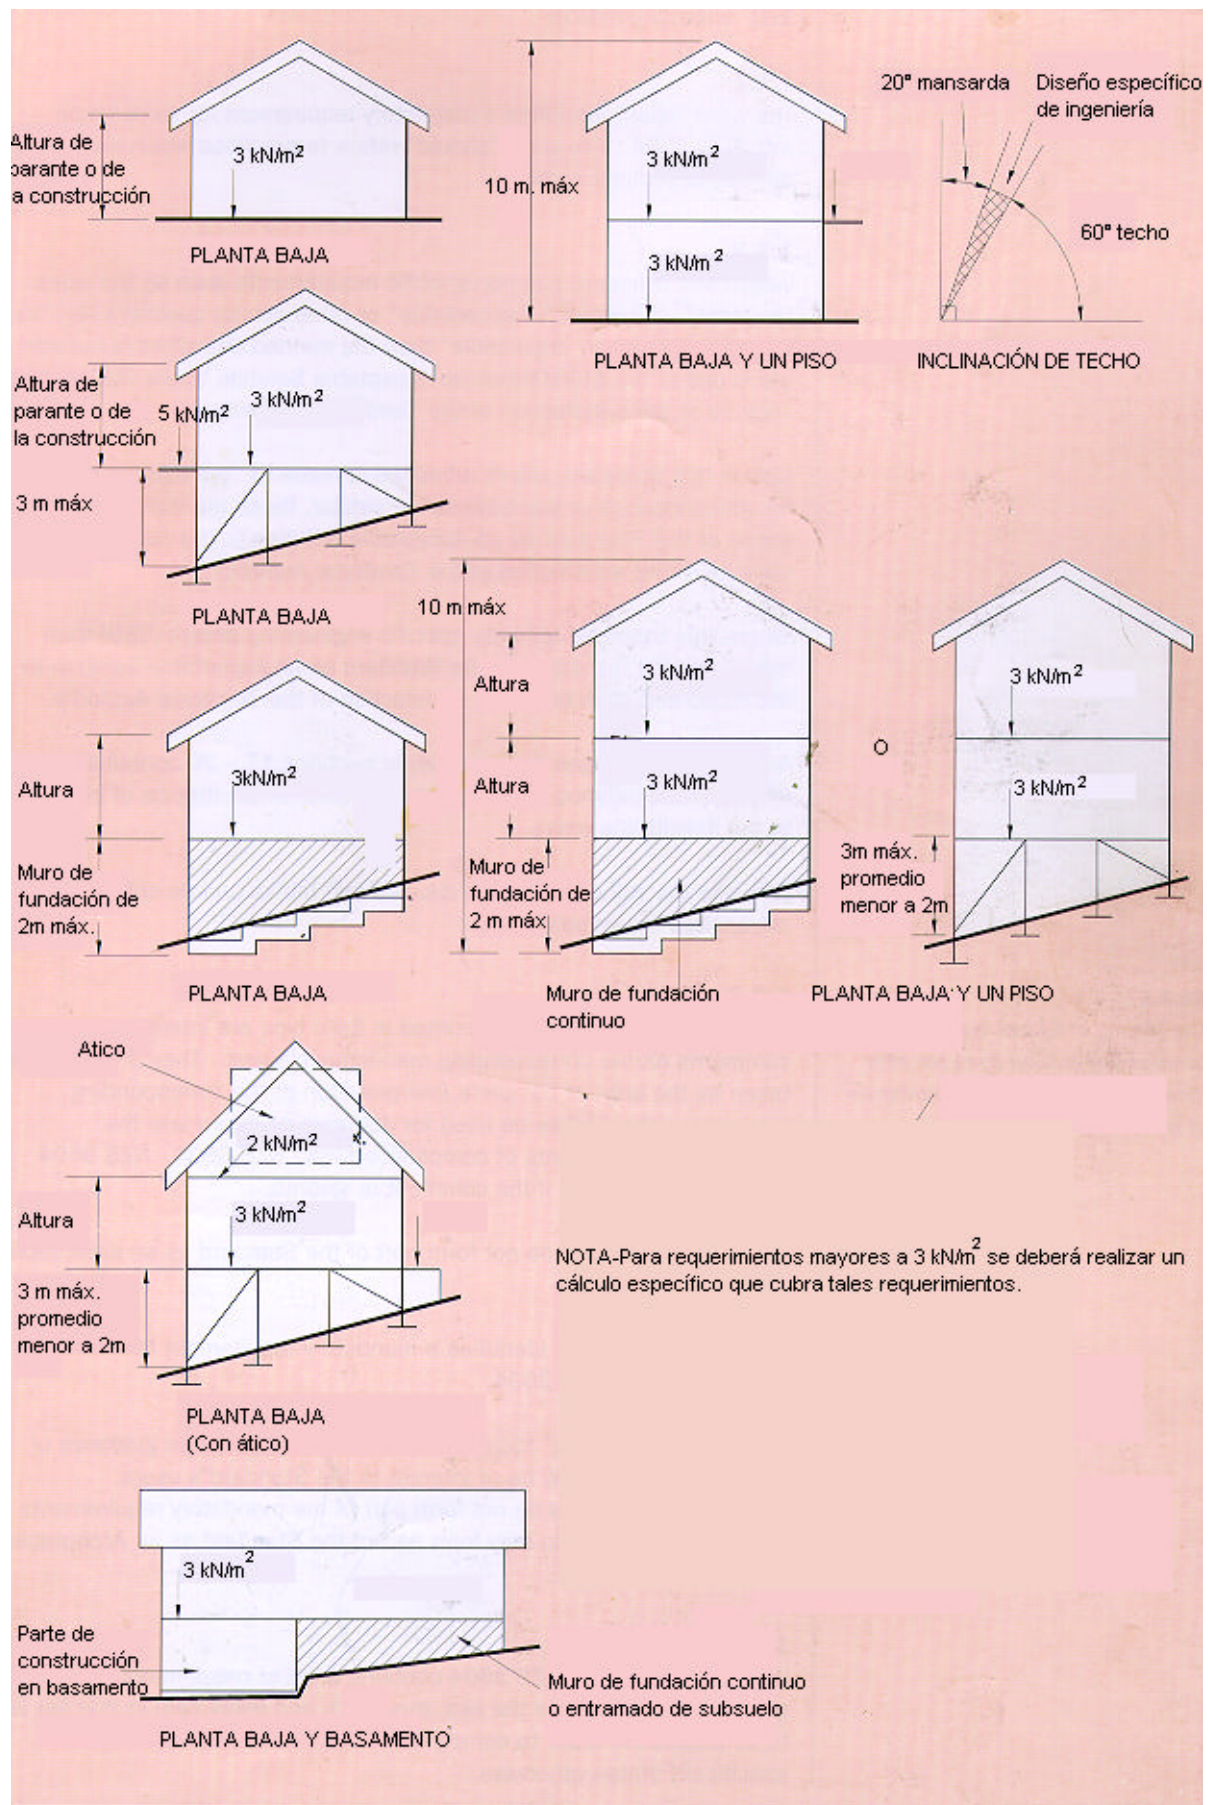 Altura de
parante o de
la construcción
3 kN/m²
PLANTA BAJA
10 m. máx
3 kN/m²
3 kN/m²
PLANTA BAJA Y UN PISO
20° mansarda
Diseño específico
de ingeniería
60° techo
INCLINACIÓN DE TECHO
Altura de
parante o de
la construcción
5 kN/m²
3 kN/m²
3 m máx
PLANTA BAJA
Altura
3kN/m²
Muro de
fundación de
2m máx.
PLANTA BAJA
10 m máx
Altura
3 kN/m²
Altura
3 kN/m²
Muro de
fundación de
2 m máx
Muro de fundación
continuo
O
3 kN/m²
3 kN/m²
3m máx.
promedio
menor a 2m
PLANTA BAJA Y UN PISO
Atico
2 kN/m²
Altura
3 kN/m²
3 m máx.
promedio
menor a 2m
PLANTA BAJA
(Con ático)
NOTA-Para requerimientos mayores a 3 kN/m² se deberá realizar un
cálculo específico que cubra tales requerimientos.
3 kN/m²
Parte de
construcción
en basamento
Muro de fundación continuo
o entramado de subsuelo
PLANTA BAJA Y BASAMENTO